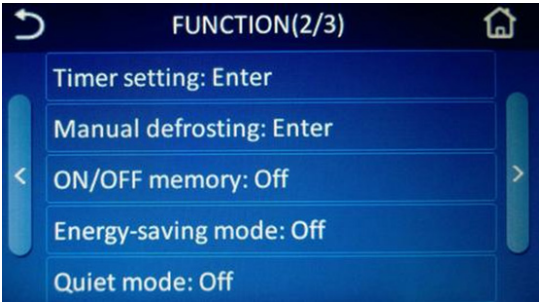 FUNCTION(2/3)
Timer setting: Enter
Manual defrosting: Enter
ON/OFF memory: Off
Energy-saving mode: Off
Quiet mode: Off